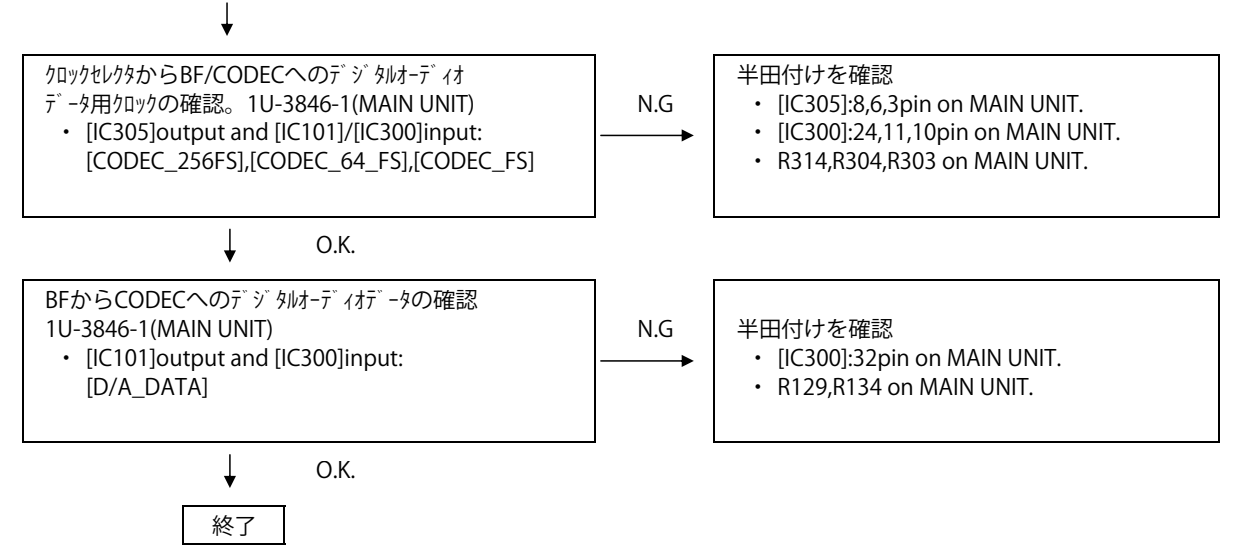 ｸﾛｯｸｾﾚｸﾀからBF/CODECへのﾃﾞｼﾞﾀﾙｵｰﾃﾞｨｵ
ﾃﾞｰﾀ用ｸﾛｯｸの確認。1U-3846-1(MAIN UNIT)
・ [IC305]output and [IC101]/[IC300]input:
[CODEC_256FS],[CODEC_64_FS],[CODEC_FS]
N.G
半田付けを確認
・ [IC305]:8,6,3pin on MAIN UNIT.
・ [IC300]:24,11,10pin on MAIN UNIT.
・ R314,R304,R303 on MAIN UNIT.
O.K.
BFからCODECへのﾃﾞｼﾞﾀﾙｵｰﾃﾞｨｵﾃﾞｰﾀの確認
1U-3846-1(MAIN UNIT)
・ [IC101]output and [IC300]input:
[D/A_DATA]
N.G
半田付けを確認
・ [IC300]:32pin on MAIN UNIT.
・ R129,R134 on MAIN UNIT.
O.K.
終了